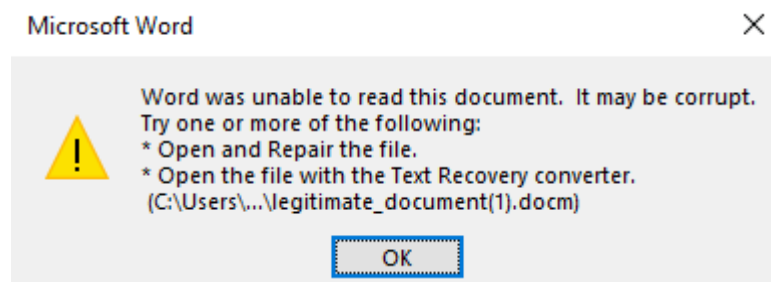 Microsoft Word
Word was unable to read this document.  It may be corrupt.
Try one or more of the following:
* Open and Repair the file.
* Open the file with the Text Recovery converter.
(C:\Users\...\legitimate_document(1).docm)
OK